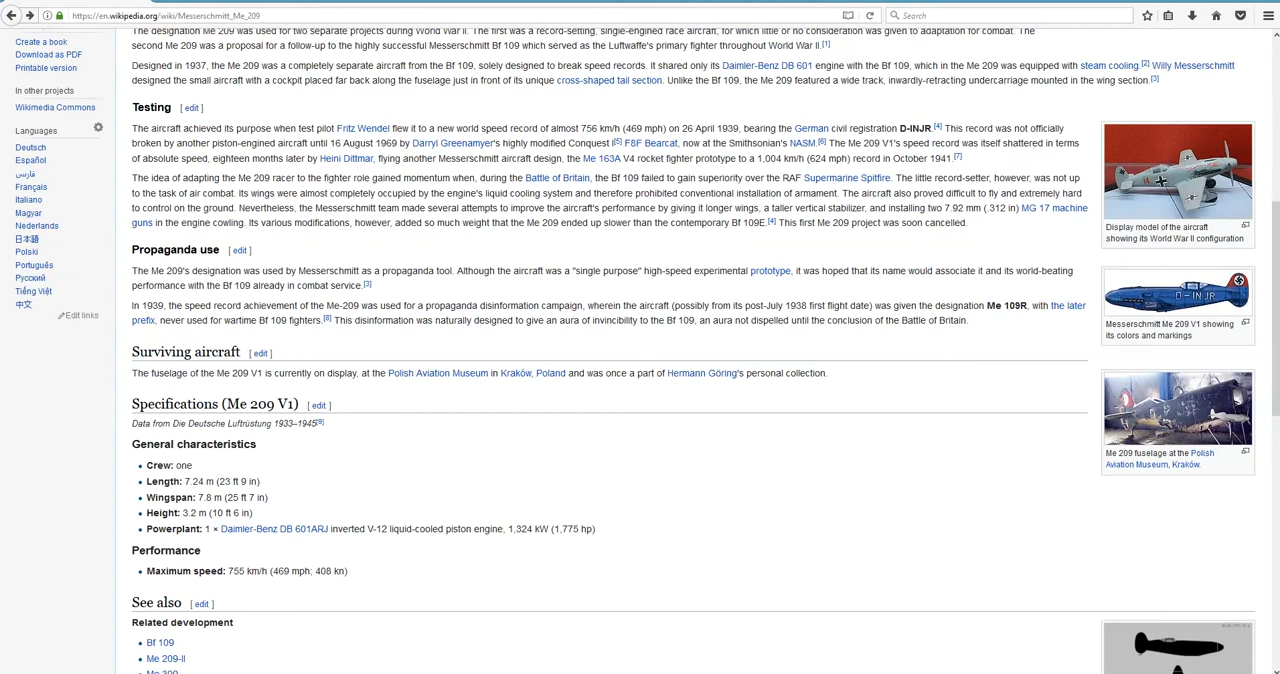 https://en.wikipedia.org/wiki/Messerschmitt_Me_209
Search
Create a book
Download as PDF
Printable version
In other projects
Wikimedia Commons
Languages
Deutsch
Español
فارسی
Français
Italiano
Magyar
Nederlands
日本語
Polski
Português
Русский
Tiếng Việt
中文
Edit links
The designation Me 209 was used for two separate projects during World War II. The first was a record-setting, single-engined race aircraft, for which little or no consideration was given to adaptation for combat. The
second Me 209 was a proposal for a follow-up to the highly successful Messerschmitt Bf 109 which served as the Luftwaffe's primary fighter throughout World War II.[1]
Designed in 1937, the Me 209 was a completely separate aircraft from the Bf 109, solely designed to break speed records. It shared only its Daimler-Benz DB 601 engine with the Bf 109, which in the Me 209 was equipped with steam cooling.[2] Willy Messerschmitt
designed the small aircraft with a cockpit placed far back along the fuselage just in front of its unique cross-shaped tail section. Unlike the Bf 109, the Me 209 featured a wide track, inwardly-retracting undercarriage mounted in the wing section.[3]
Testing [ edit ]
The aircraft achieved its purpose when test pilot Fritz Wendel flew it to a new world speed record of almost 756 km/h (469 mph) on 26 April 1939, bearing the German civil registration D-INJR.[4] This record was not officially
broken by another piston-engined aircraft until 16 August 1969 by Darryl Greenamyer's highly modified Conquest I[5] F8F Bearcat, now at the Smithsonian's NASM.[6] The Me 209 V1's speed record was itself shattered in terms
of absolute speed, eighteen months later by Heini Dittmar, flying another Messerschmitt aircraft design, the Me 163A V4 rocket fighter prototype to a 1,004 km/h (624 mph) record in October 1941.[7]
The idea of adapting the Me 209 racer to the fighter role gained momentum when, during the Battle of Britain, the Bf 109 failed to gain superiority over the RAF Supermarine Spitfire. The little record-setter, however, was not up
to the task of air combat. Its wings were almost completely occupied by the engine's liquid cooling system and therefore prohibited conventional installation of armament. The aircraft also proved difficult to fly and extremely hard
to control on the ground. Nevertheless, the Messerschmitt team made several attempts to improve the aircraft's performance by giving it longer wings, a taller vertical stabilizer, and installing two 7.92 mm (.312 in) MG 17 machine
guns in the engine cowling. Its various modifications, however, added so much weight that the Me 209 ended up slower than the contemporary Bf 109E.[4] This first Me 209 project was soon cancelled.
Propaganda use [ edit ]
The Me 209's designation was used by Messerschmitt as a propaganda tool. Although the aircraft was a "single purpose" high-speed experimental prototype, it was hoped that its name would associate it and its world-beating
performance with the Bf 109 already in combat service.[3]
In 1939, the speed record achievement of the Me-209 was used for a propaganda disinformation campaign, wherein the aircraft (possibly from its post-July 1938 first flight date) was given the designation Me 109R, with the later
prefix, never used for wartime Bf 109 fighters.[8] This disinformation was naturally designed to give an aura of invincibility to the Bf 109, an aura not dispelled until the conclusion of the Battle of Britain.
Surviving aircraft [ edit ]
The fuselage of the Me 209 V1 is currently on display, at the Polish Aviation Museum in Kraków, Poland and was once a part of Hermann Göring's personal collection.
Specifications (Me 209 V1) [ edit ]
Data from Die Deutsche Luftrüstung 1933–1945[9]
General characteristics
Crew: one
Length: 7.24 m (23 ft 9 in)
Wingspan: 7.8 m (25 ft 7 in)
Height: 3.2 m (10 ft 6 in)
Powerplant: 1 × Daimler-Benz DB 601ARJ inverted V-12 liquid-cooled piston engine, 1,324 kW (1,775 hp)
Performance
Maximum speed: 755 km/h (469 mph; 408 kn)
See also [ edit ]
Related development
Bf 109
Me 209-II
Me 309
Display model of the aircraft
showing its World War II configuration
D-INJR
Messerschmitt Me 209 V1 showing
its colors and markings
Me 209 fuselage at the Polish
Aviation Museum, Kraków.